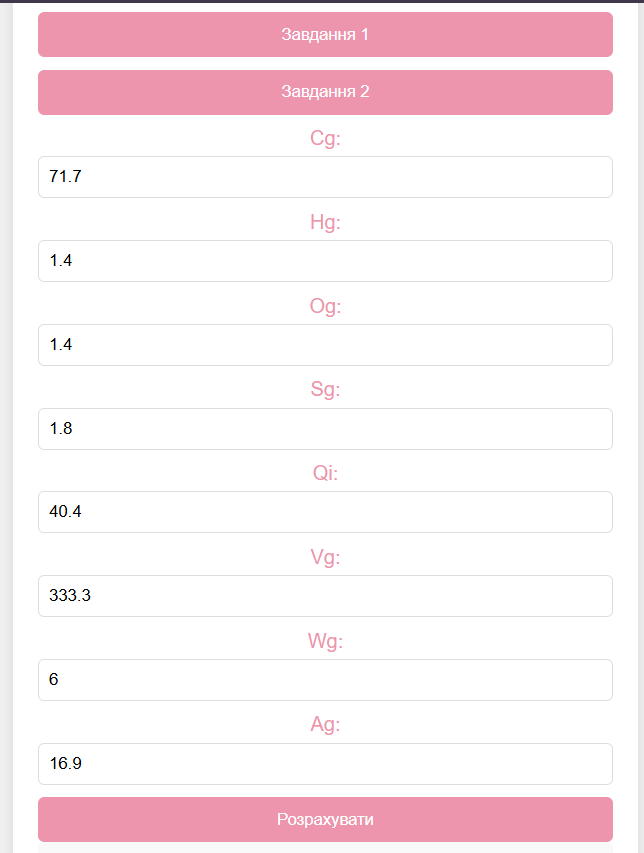 Завдання 1
Завдання 2
Cg:
71.7
Hg:
1.4
Og:
1.4
Sg:
1.8
Qi:
40.4
Vg:
333.3
Wg:
6
Ag:
16.9
Розрахувати